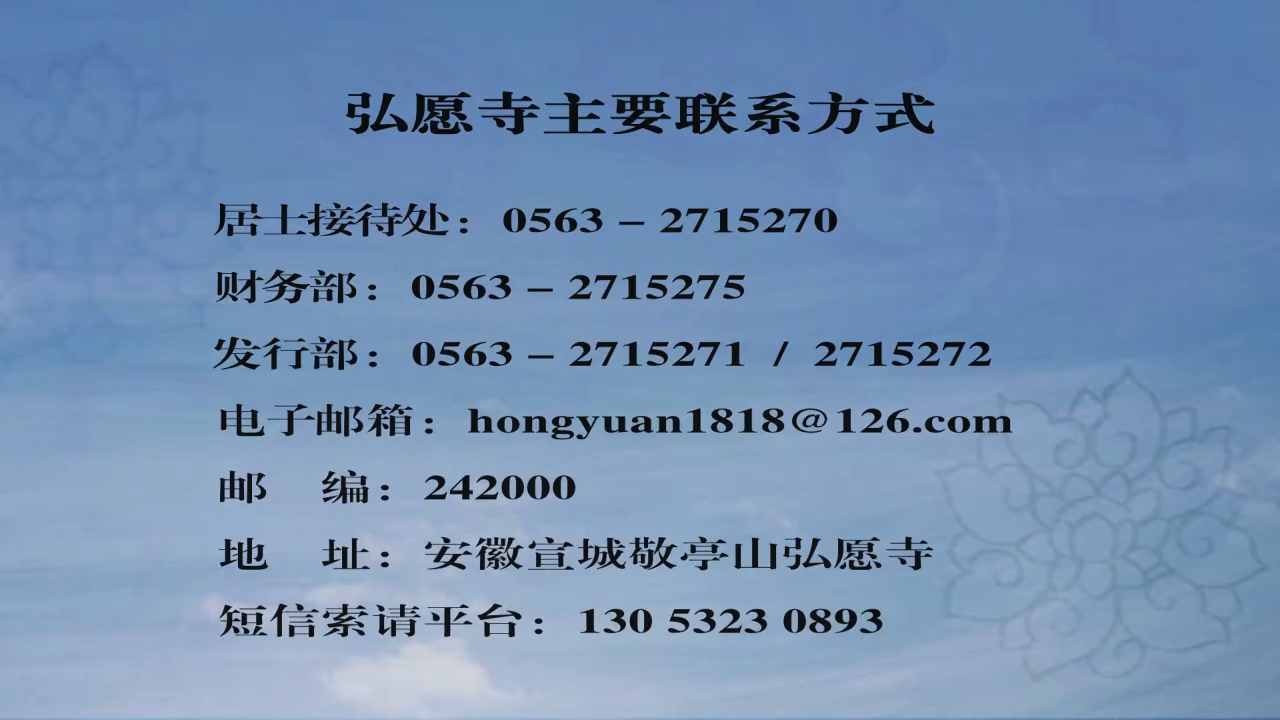 弘愿寺主要联系方式
居士接待处：0563 – 2715270
财务部：0563 – 2715275
发行部：0563 – 2715271 / 2715272
电子邮箱：hongyuan1818@126.com
邮　编：242000
地　址：安徽宣城敬亭山弘愿寺
短信索请平台：130 5323 0893